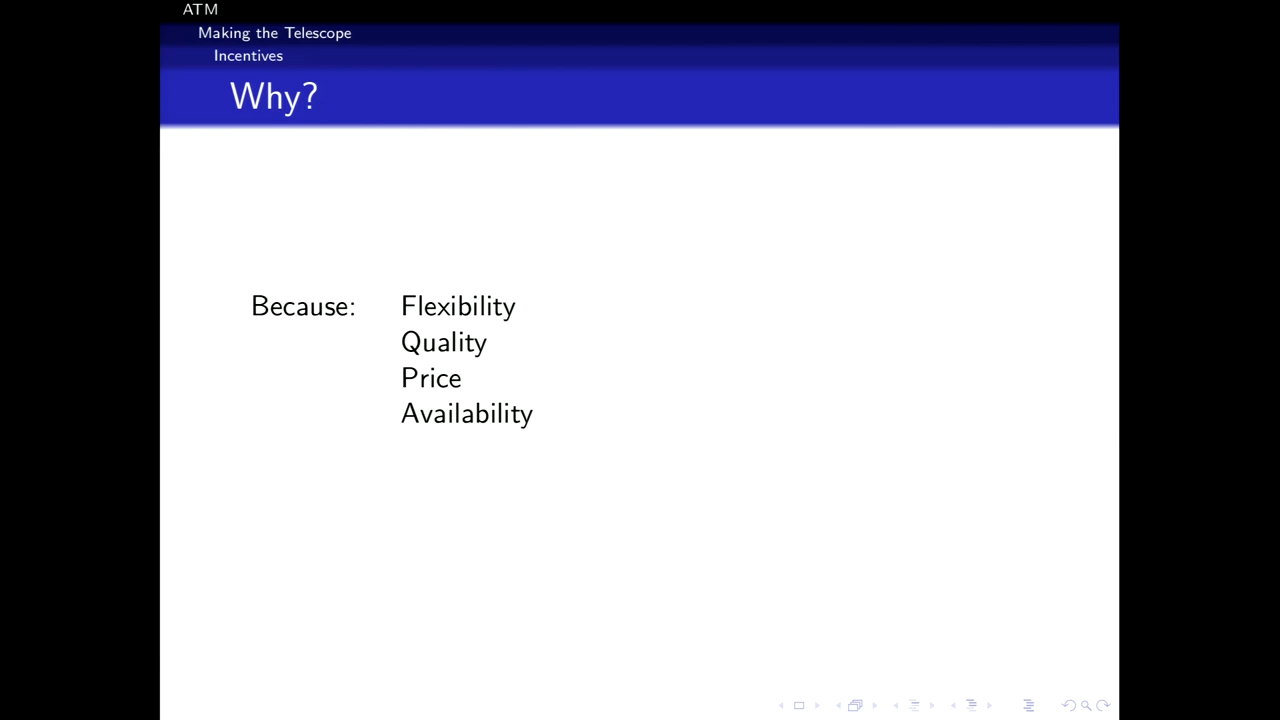 ATM
Making the Telescope
Incentives
Why?
Because: Flexibility
Quality
Price
Availability